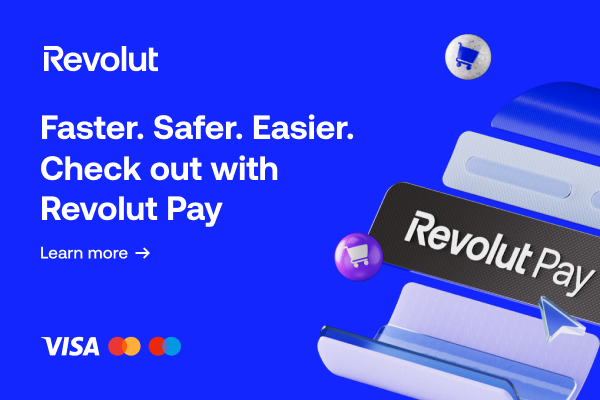 Revolut
Faster. Safer. Easier.
Check out with
Revolut Pay
Learn more →
VISA
Revolut Pay